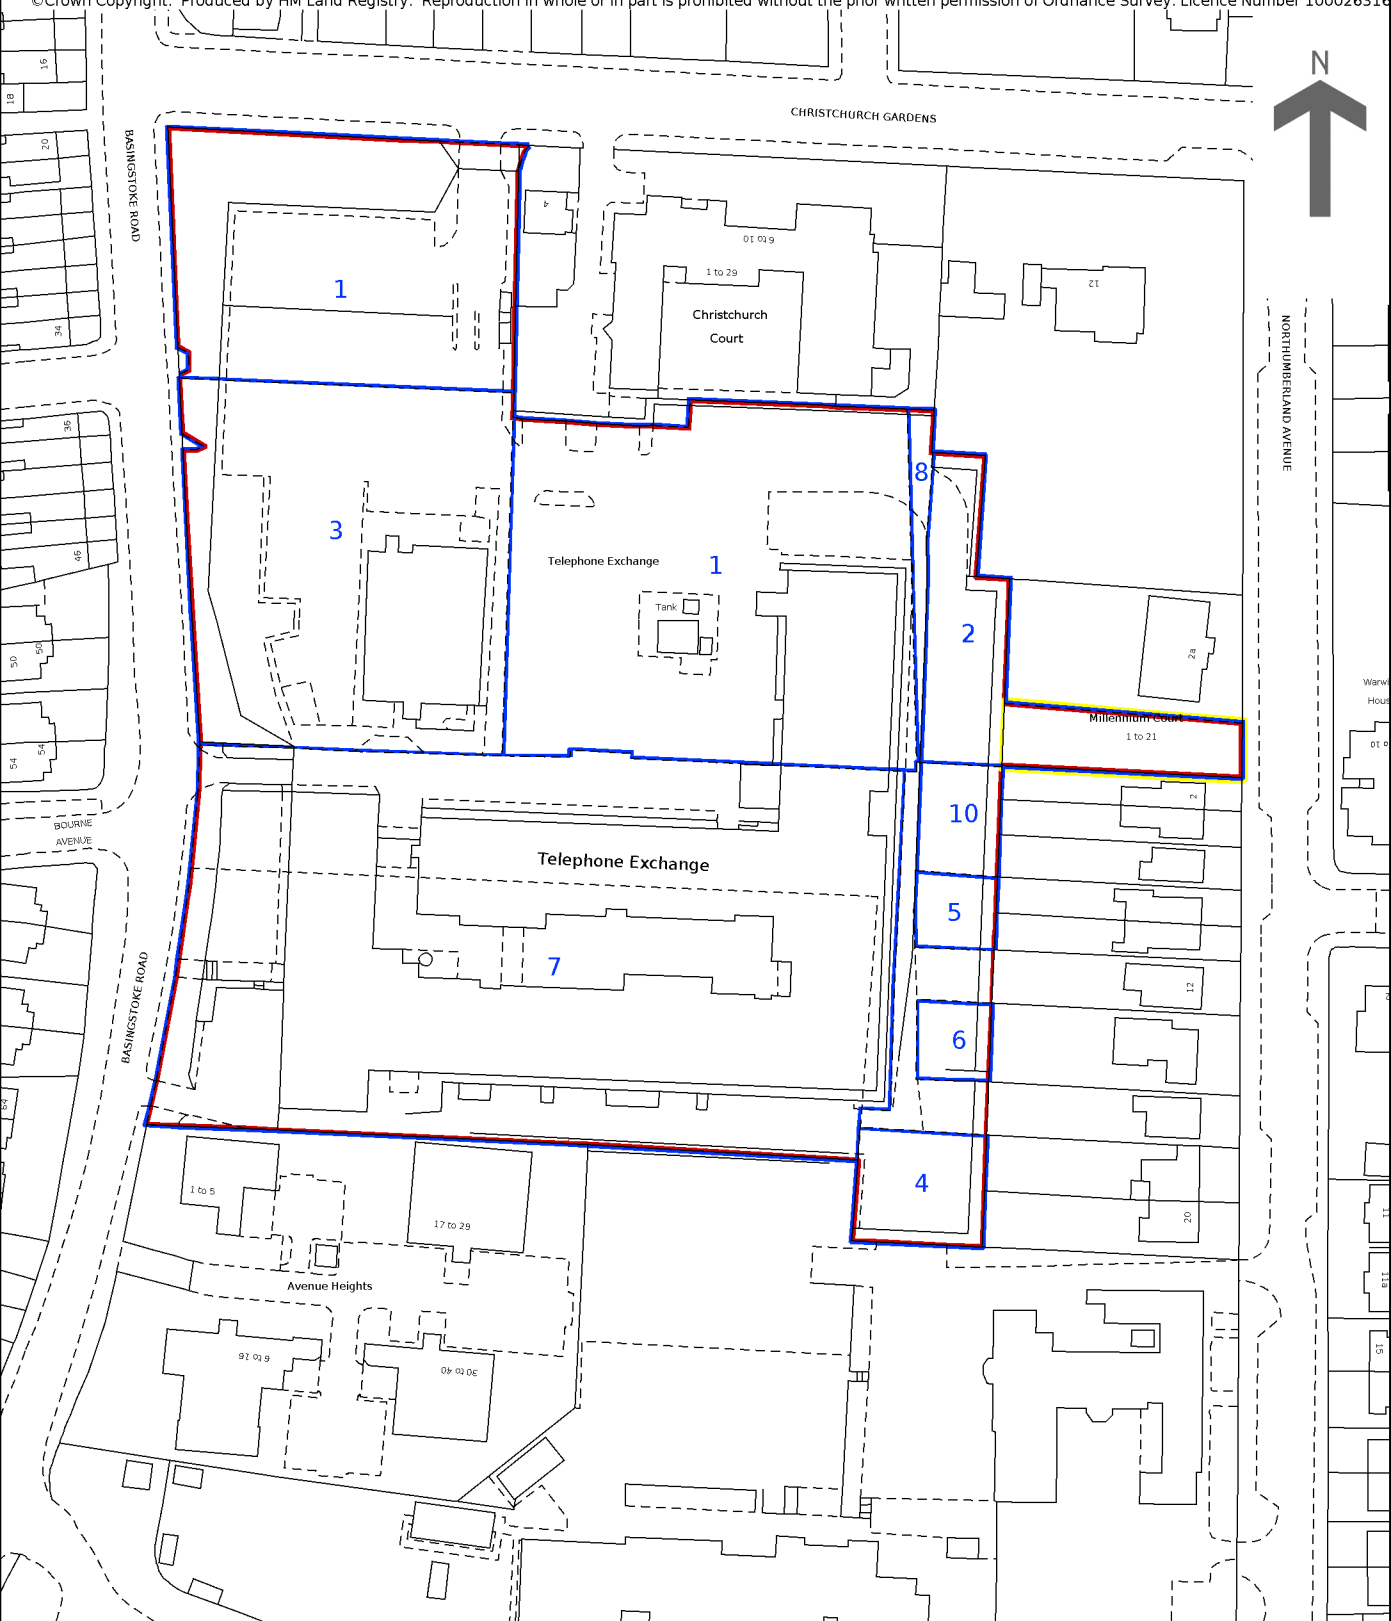 ©Crown Copyright. Produced by HM Land Registry. Reproduction in whole or in part is prohibited without the prior written permission of Ordnance Survey. Licence Number 100026316
N
16
18
20
34
36
46
50
50
54
54
64
BASINGSTOKE ROAD
CHRISTCHURCH GARDENS
4
6 to 10
1 to 29
Christchurch
Court
12
NORTHUMBERLAND AVENUE
1
3
8
Telephone Exchange
1
Tank
2
2a
Millennium Court
1 to 21
Warwi
Hous
10
2
BOURNE
AVENUE
Telephone Exchange
5
7
12
BASINGSTOKE ROAD
6
4
20
1 to 5
17 to 29
Avenue Heights
6 to 16
30 to 40
11
11a
15